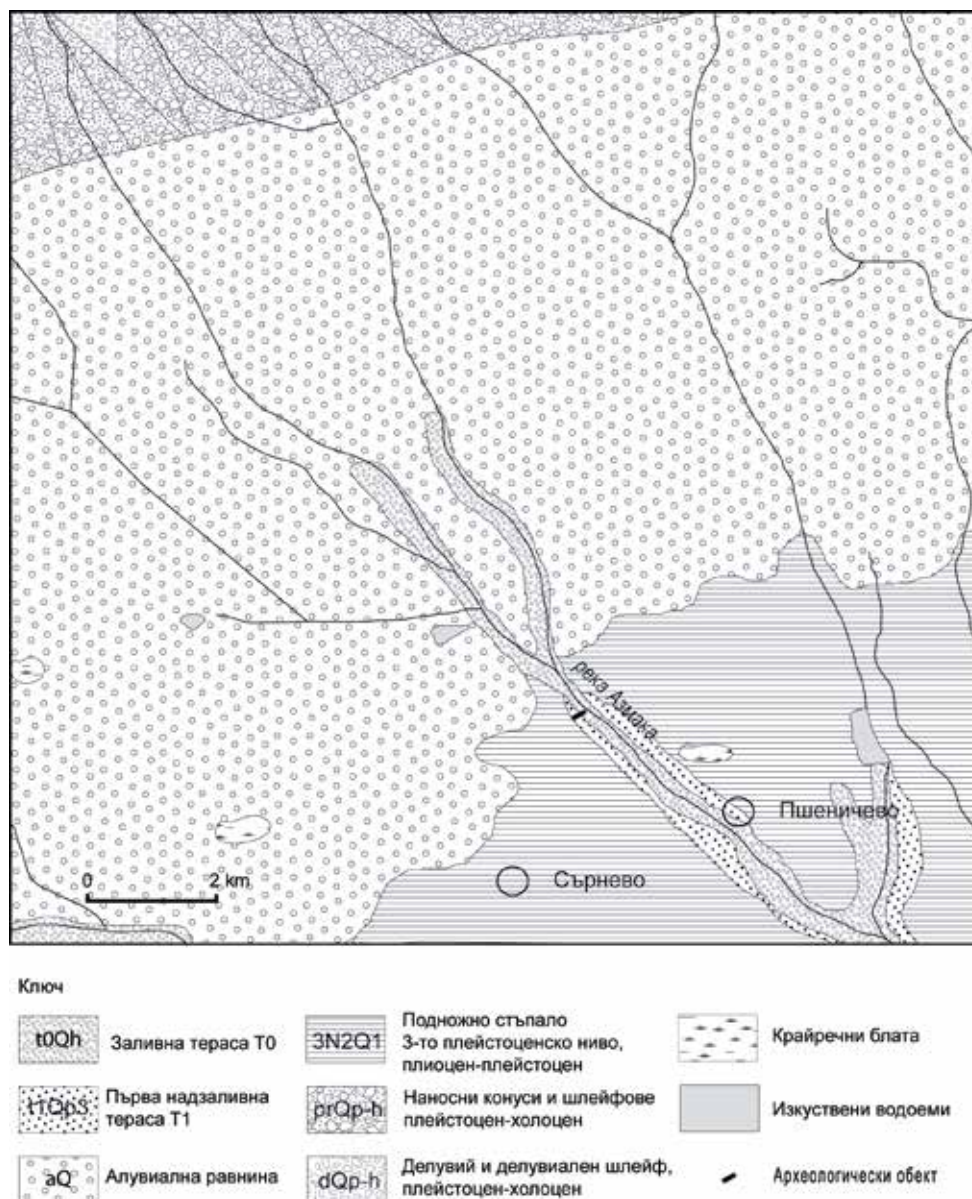 река Азмака
Пшеничево
Сърнево
0 2 km
Ключ
t0Qh Заливна тераса Т0
t1Qp3 Първа надзаливна
тераса Т1
aQ Алувиална равнина
3N2Q1 Подножно стъпало
3-то плейстоценско ниво,
плиоцен-плейстоцен
prQp-h Наносни конуси и шлейфове
плейстоцен-холоцен
dQp-h Делувий и делувиален шлейф,
плейстоцен-холоцен
Крайречни блата
Изкуствени водоеми
Археологически обект